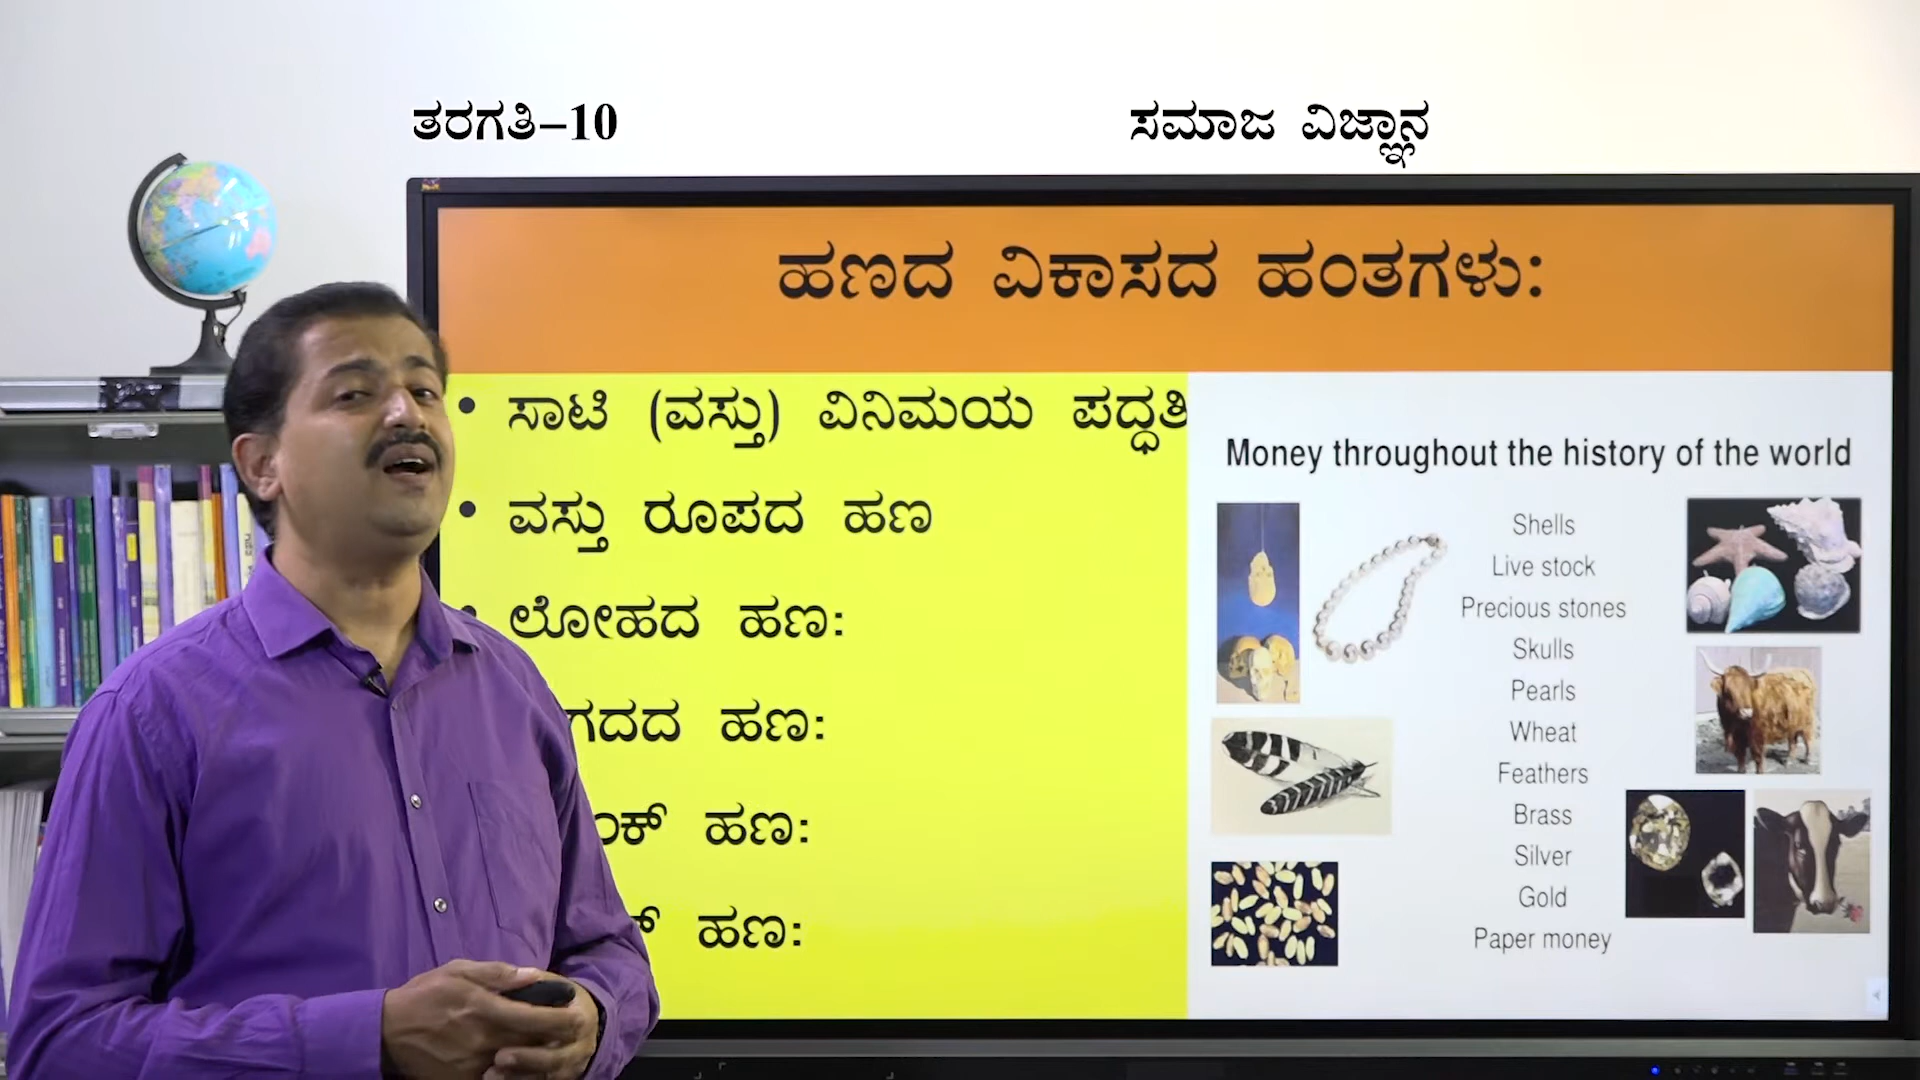 ತರಗತಿ–10
ಸಮಾಜ ವಿಜ್ಞಾನ
ಹಣದ ವಿಕಾಸದ ಹಂತಗಳು:
• ಸಾಟಿ (ವಸ್ತು) ವಿನಿಮಯ ಪದ್ಧತಿ
• ವಸ್ತು ರೂಪದ ಹಣ
• ಲೋಹದ ಹಣ:
ಹಣ:
ಹಣ:
ಹಣ:
Money throughout the history of the world
Shells
Live stock
Precious stones
Skulls
Pearls
Wheat
Feathers
Brass
Silver
Gold
Paper money